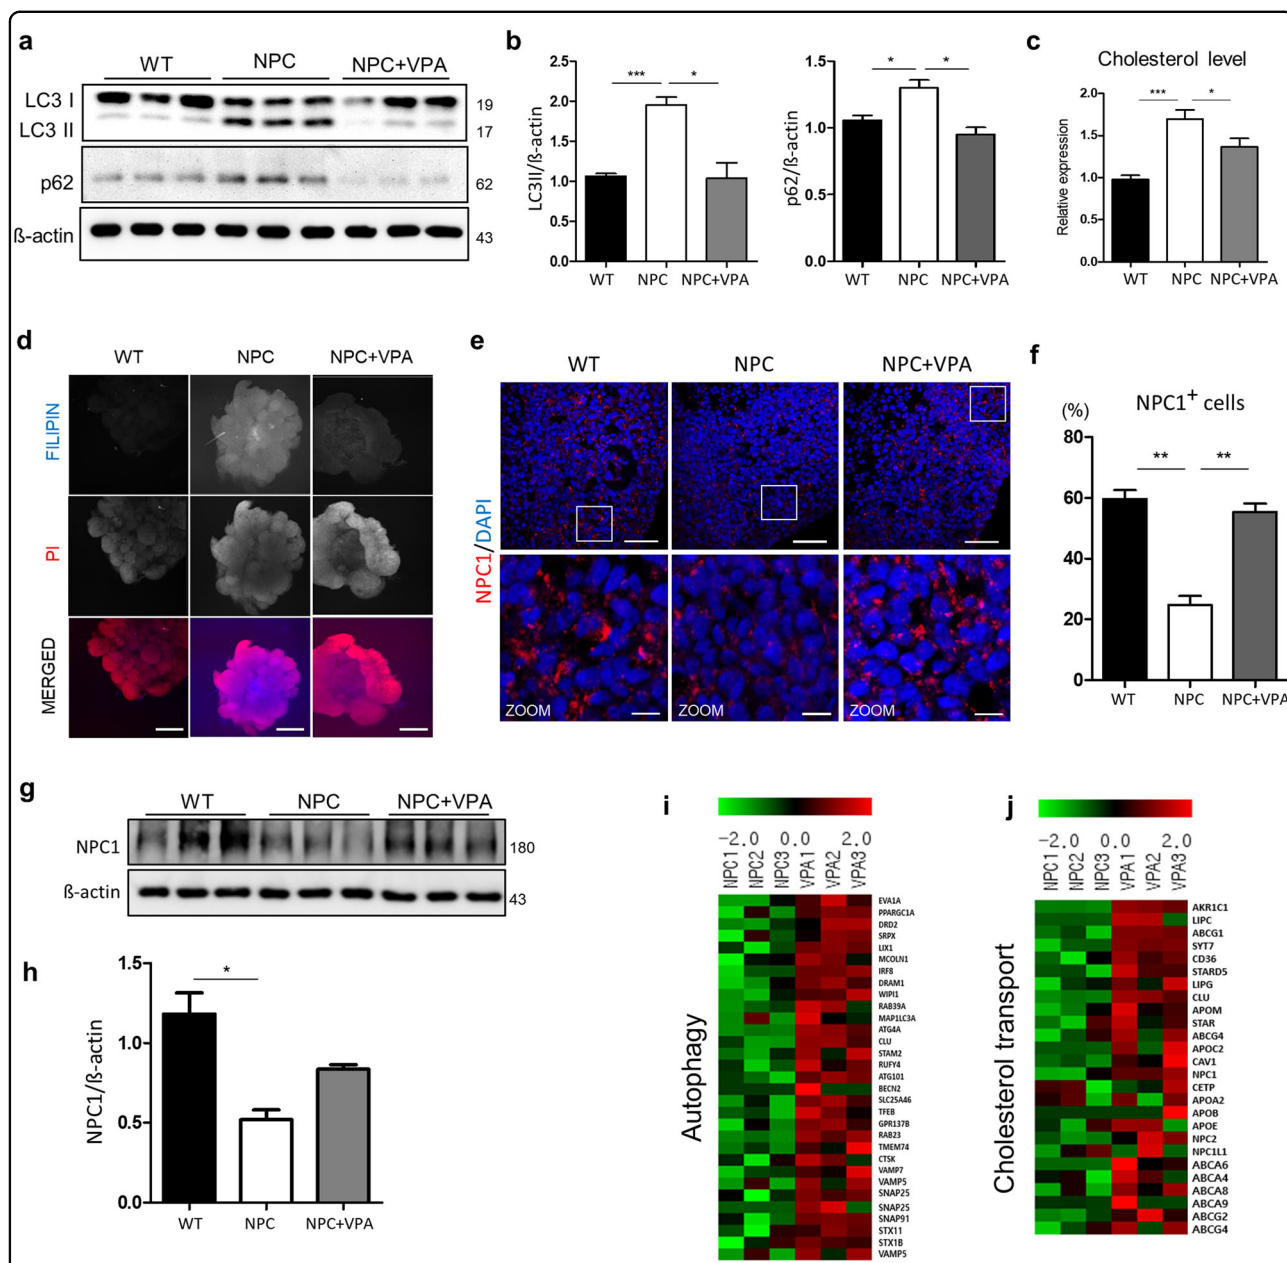 a
WT NPC NPC+VPA
LC3 I
19
LC3 II
17
p62
62
ß-actin
43
b
LC3II/ß-actin
2.5
2.0
1.5
1.0
0.5
0.0
*** *
WT NPC NPC+VPA
p62/ß-actin
1.5
1.0
0.5
0.0
* *
WT NPC NPC+VPA
c
Cholesterol level
Relative expression
2.0
1.5
1.0
0.5
0.0
*** *
WT NPC NPC+VPA
d
WT NPC NPC+VPA
FILIPIN
PI
MERGED
e
WT NPC NPC+VPA
NPC1/DAPI
ZOOM ZOOM ZOOM
f
NPC1+ cells
(%)
80
60
40
20
0
** **
WT NPC NPC+VPA
g
WT NPC NPC+VPA
NPC1
180
ß-actin
43
h
NPC1/ß-actin
1.5
1.0
0.5
0.0
*
WT NPC NPC+VPA
i
-2.0 0.0 2.0
NPC1 NPC2 NPC3 VPA1 VPA2 VPA3
Autophagy
EVA1A
PPARGC1A
DRD2
SRPX
LIX1
MCOLN1
IRF8
DRAM1
WIPI1
RAB39A
MAP1LC3A
ATG4A
CLU
STAM2
RUFY4
ATG101
BECN2
SLC25A46
TFEB
GPR137B
RAB23
TMEM74
CTSK
VAMP7
VAMP5
SNAP25
SNAP25
SNAP91
STX11
STX1B
VAMP5
j
-2.0 0.0 2.0
NPC1 NPC2 NPC3 VPA1 VPA2 VPA3
Cholesterol transport
AKR1C1
LIPC
ABCG1
SYT7
CD36
STARD5
LIPG
CLU
APOM
STAR
ABCG4
APOC2
CAV1
NPC1
CETP
APOA2
APOB
APOE
NPC2
NPC1L1
ABCA6
ABCA4
ABCA8
ABCA9
ABCG2
ABCG4